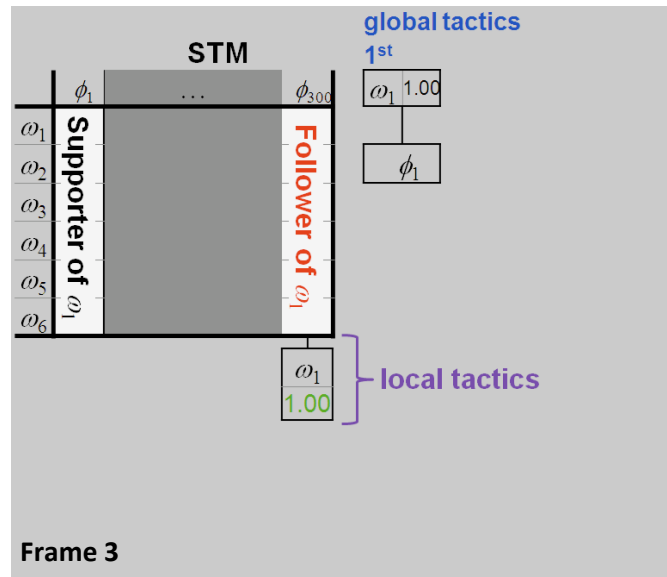 global tactics
1st
STM
ϕ1 ... ϕ300
ω1 1.00
ϕ1
ω1
ω2
ω3
ω4
ω5
ω6
Supporter of ω1
Follower of ω1
ω1
1.00
local tactics
Frame 3